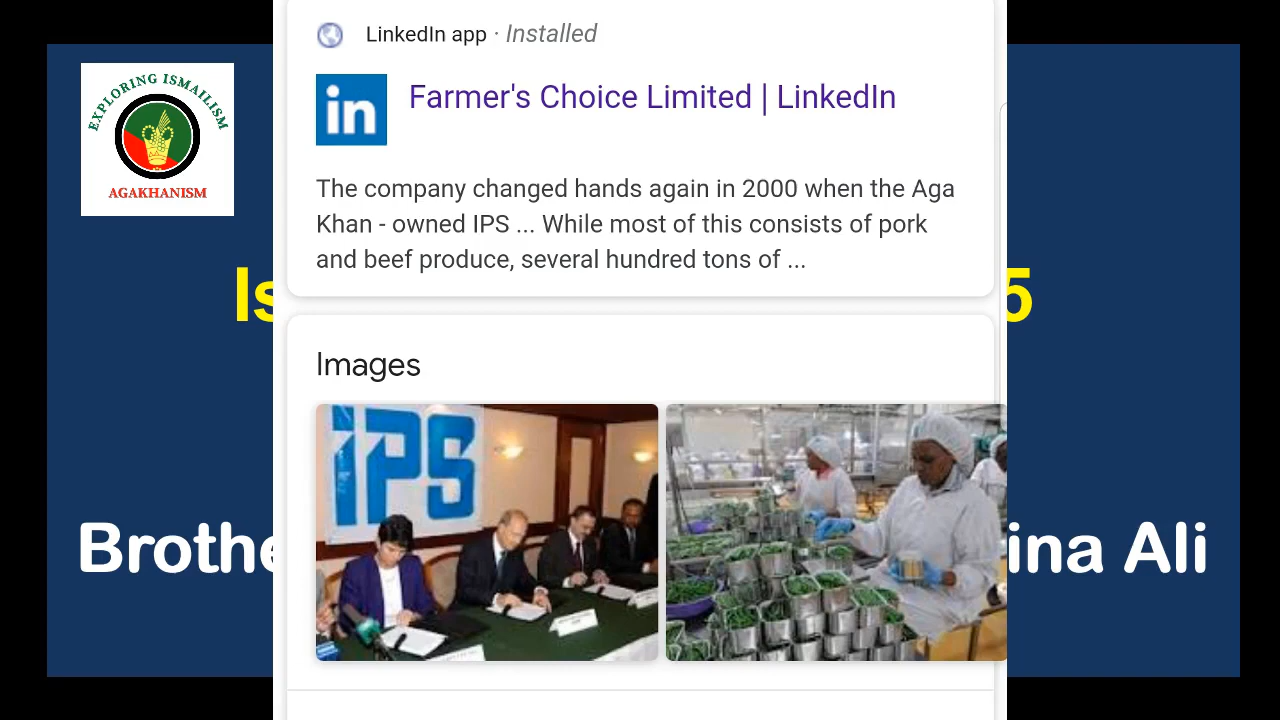 LinkedIn app · Installed
EXPLORING ISMAILISM
AGAKHANISM
in
Farmer's Choice Limited | LinkedIn
The company changed hands again in 2000 when the Aga
Khan - owned IPS ... While most of this consists of pork
and beef produce, several hundred tons of ...
Is
5
Images
IPS
Brothe
ina Ali